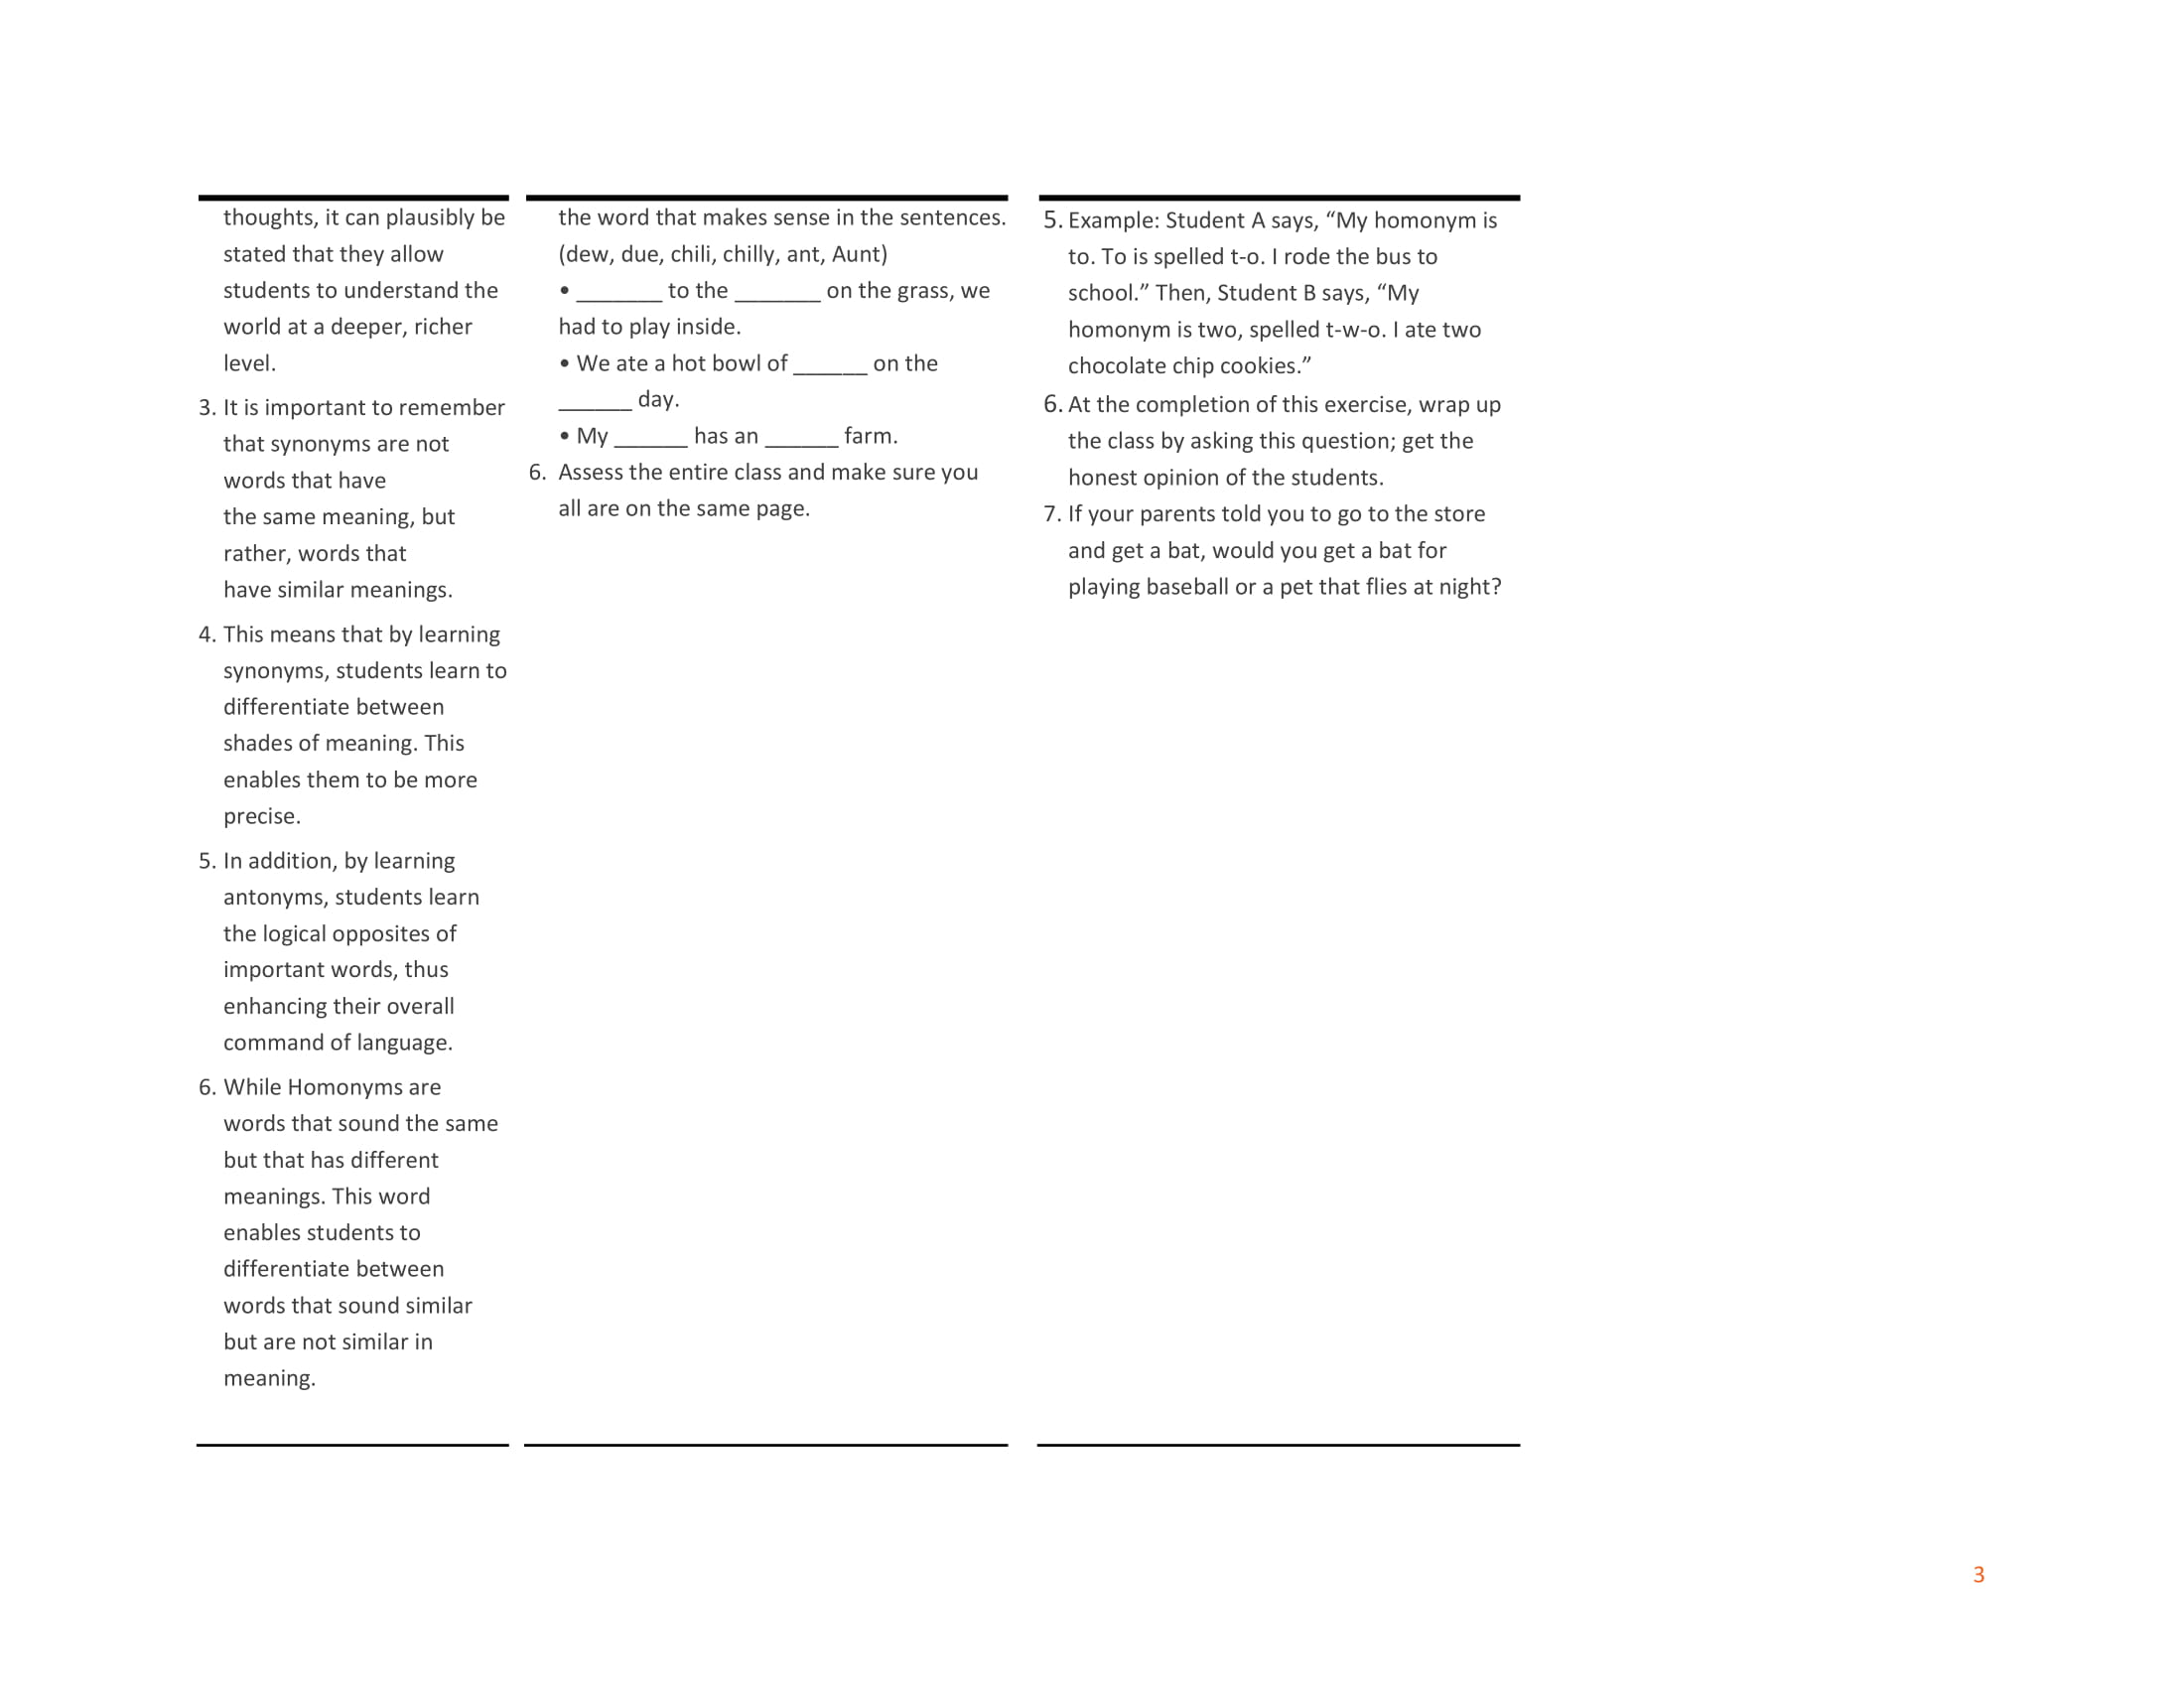 thoughts, it can plausibly be
stated that they allow
students to understand the
world at a deeper, richer
level.
3. It is important to remember
that synonyms are not
words that have
the same meaning, but
rather, words that
have similar meanings.
4. This means that by learning
synonyms, students learn to
differentiate between
shades of meaning. This
enables them to be more
precise.
5. In addition, by learning
antonyms, students learn
the logical opposites of
important words, thus
enhancing their overall
command of language.
6. While Homonyms are
words that sound the same
but that has different
meanings. This word
enables students to
differentiate between
words that sound similar
but are not similar in
meaning.
the word that makes sense in the sentences.
(dew, due, chili, chilly, ant, Aunt)
• _______ to the _______ on the grass, we
had to play inside.
• We ate a hot bowl of ______ on the
______ day.
• My ______ has an ______ farm.
6. Assess the entire class and make sure you
all are on the same page.
5. Example: Student A says, “My homonym is
to. To is spelled t-o. I rode the bus to
school.” Then, Student B says, “My
homonym is two, spelled t-w-o. I ate two
chocolate chip cookies.”
6. At the completion of this exercise, wrap up
the class by asking this question; get the
honest opinion of the students.
7. If your parents told you to go to the store
and get a bat, would you get a bat for
playing baseball or a pet that flies at night?
3